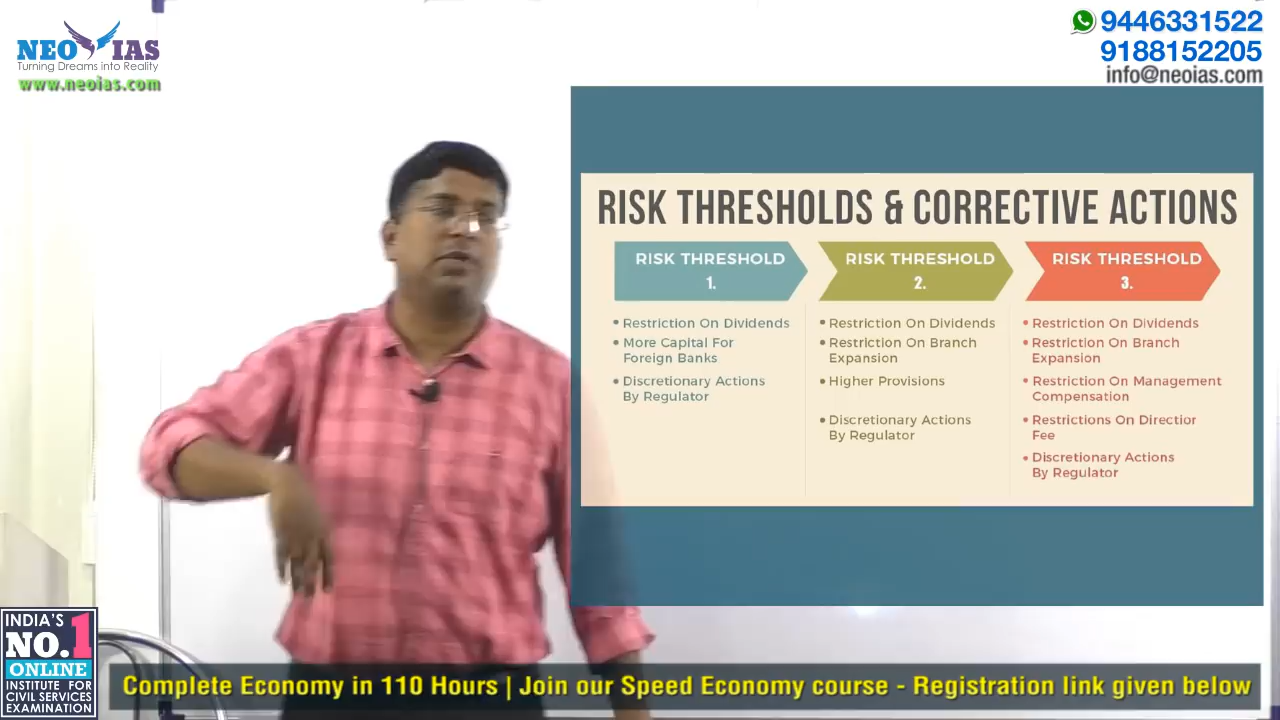 NEO IAS
Turning Dreams into Reality
www.neoias.com
9446331522
9188152205
info@neoias.com
RISK THRESHOLDS & CORRECTIVE ACTIONS
RISK THRESHOLD
1.
• Restriction On Dividends
• More Capital For
Foreign Banks
• Discretionary Actions
By Regulator
RISK THRESHOLD
2.
• Restriction On Dividends
• Restriction On Branch
Expansion
• Higher Provisions
• Discretionary Actions
By Regulator
RISK THRESHOLD
3.
• Restriction On Dividends
• Restriction On Branch
Expansion
• Restriction On Management
Compensation
• Restrictions On Directior
Fee
• Discretionary Actions
By Regulator
INDIA'S
NO.1
ONLINE
INSTITUTE FOR
CIVIL SERVICES
EXAMINATION
Complete Economy in 110 Hours | Join our Speed Economy course - Registration link given below